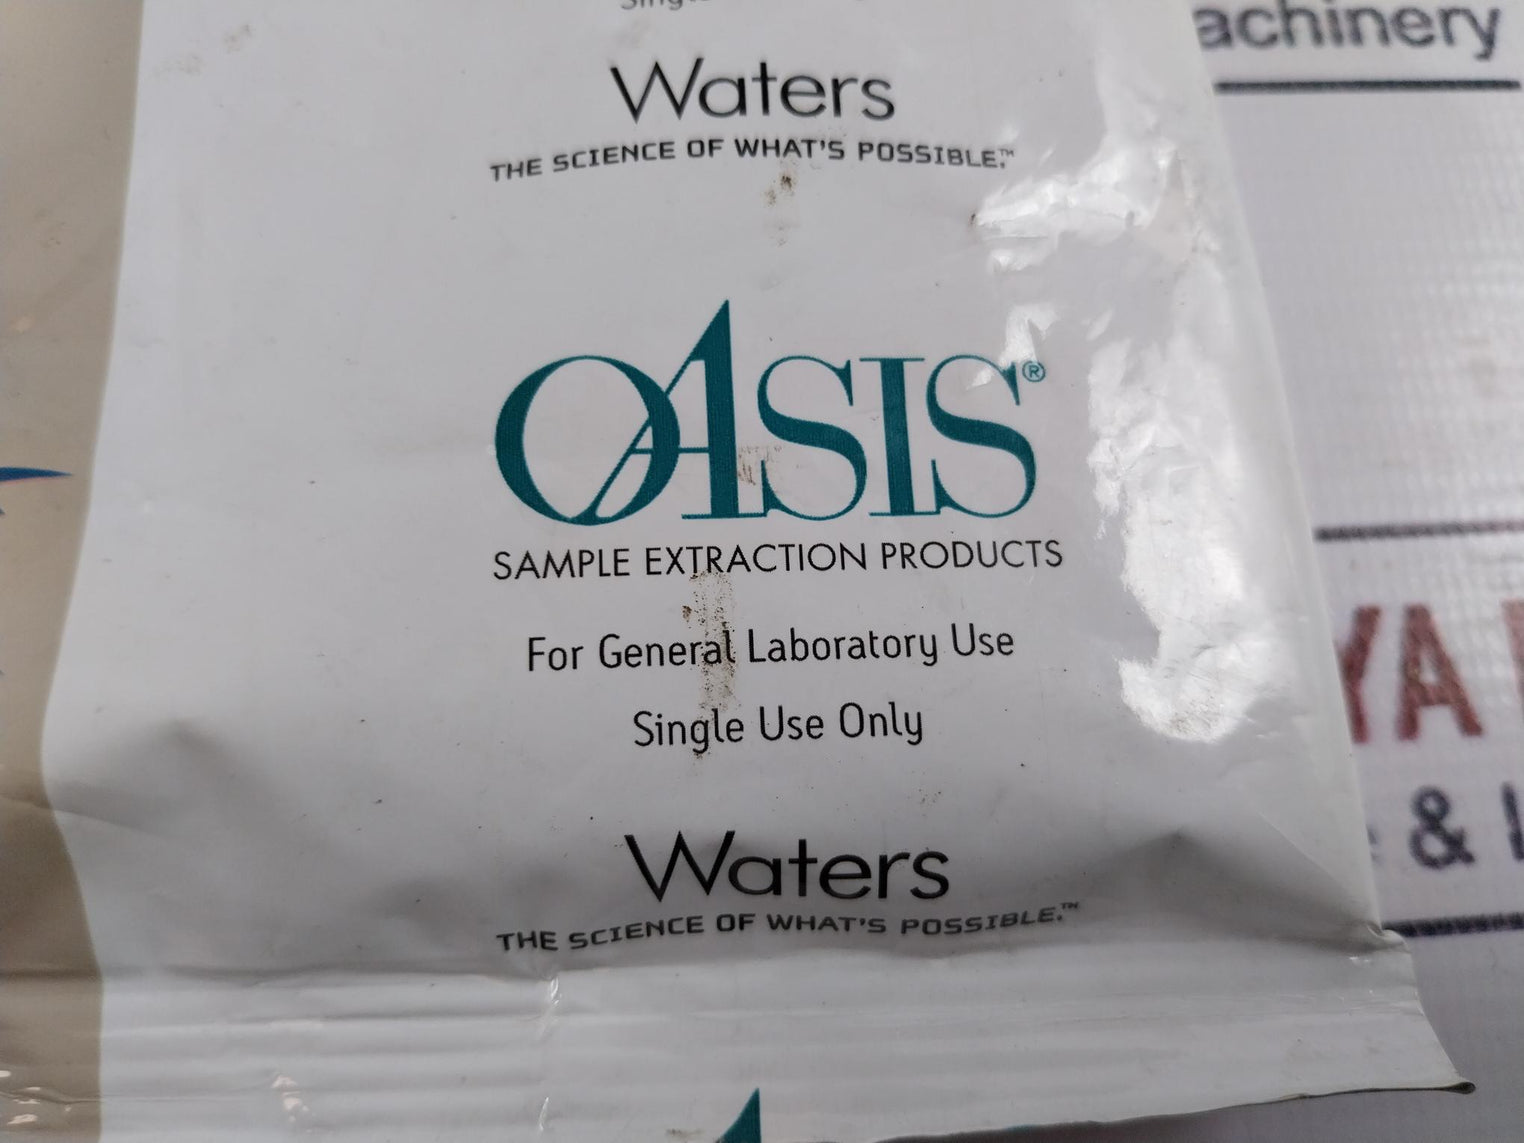 Waters
THE SCIENCE OF WHAT'S POSSIBLE.™
OASIS®
SAMPLE EXTRACTION PRODUCTS
For General Laboratory Use
Single Use Only
Waters
THE SCIENCE OF WHAT'S POSSIBLE.™
achinery
YA
&